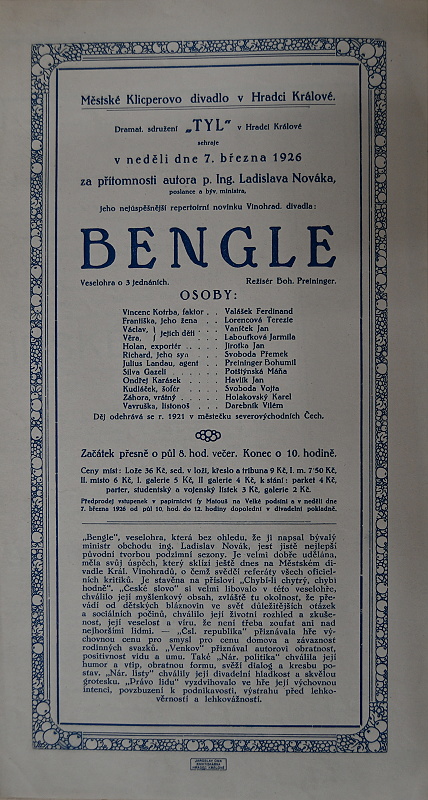 Městské Klicperovo divadlo v Hradci Králové.
Dramat. sdružení „TYL" v Hradci Králové
sehraje
v neděli dne 7. března 1926
za přítomnosti autora p. Ing. Ladislava Nováka,
poslance a býv. ministra,
jeho nejúspěšnější repertoirní novinku Vinohrad. divadla:
BENGLE
Veselohra o 3 jednáních. Režisér Boh. Preininger.
OSOBY:
Vincenc Kotrba, faktor . . Valášek Ferdinand
Františka, jeho žena . . Lorencová Terezie
Václav, } jejich děti . . Vaníček Jan
Věra, Labouťková Jarmila
Holan, exportér . . . Jirotka Jan
Richard, jeho syn . . Svoboda Přemek
Julius Landau, agent . . Preininger Bohumil
Silva Gazell . . . . Potštýnská Máňa
Ondřej Karásek . . . Havlík Jan
Kudláček, šofér . . . Svoboda Vojta
Záhora, vrátný . . . . Holakovský Karel
Vavruška, listonoš . . Darebník Vilém
Děj odehrává se r. 1921 v městečku severovýchodních Čech.
Začátek přesně o půl 8. hod. večer. Konec o 10. hodině.
Ceny míst: Lože 36 Kč, sed. v loži, křeslo a tribuna 9 Kč, I. m. 7˙50 Kč,
II. místo 6 Kč, I. galerie 5 Kč, II galerie 4 Kč, k stání: parket 4 Kč,
parter, studentský a vojenský lístek 3 Kč, galerie 2 Kč.
Předprodej vstupenek v papírnictví fy Matouš na Velké podsíni a v neděli dne
7. března 1926 od půl 10. hod. do 12. hodiny dopolední v divadelní pokladně.
„Bengle", veselohra, která bez ohledu, že ji napsal bývalý
ministr obchodu ing. Ladislav Novák, jest jistě nejlepší
původní tvorbou podzimní sezony. Je velmi dobře udělána,
měla svůj úspěch, který sklízí ještě dnes na Městském di-
vadle Král. Vinohradů, o čemž svědčí referáty všech oficiel-
ních kritiků. Je stavěna na přísloví „Chybí-li chytrý, chybí
hodně". „České slovo" si velmi libovalo v této veselohře,
chválilo její myšlenkový obsah, zvláště tu okolnost, že pře-
vádí od dětských bláznovin ve svět důležitějších otázek
a sociálních počinů, chválilo její životní rozhled a zkuše-
nost, její veselost a víru, že není třeba zoufati ani nad
nejhoršími lidmi. — „Čsl. republika" přiznávala hře vý-
chovnou cenu pro smysl pro cenu domova a závaznost
rodinných svazků. „Venkov" přiznával autorovi obratnost,
positivnost vidu a umu. Také „Nár. politika" chválila její
humor a vtip, obratnou formu, svěží dialog a kresbu po-
stav. „Nár. listy" chválily její divadelní hladkost a skvělou
grotesku. „Právo lidu" vyzdvihovalo ve hře její výchovnou
intenci, povzbuzení k podnikavosti, výstrahu před lehko-
věrností a lehkovážností.